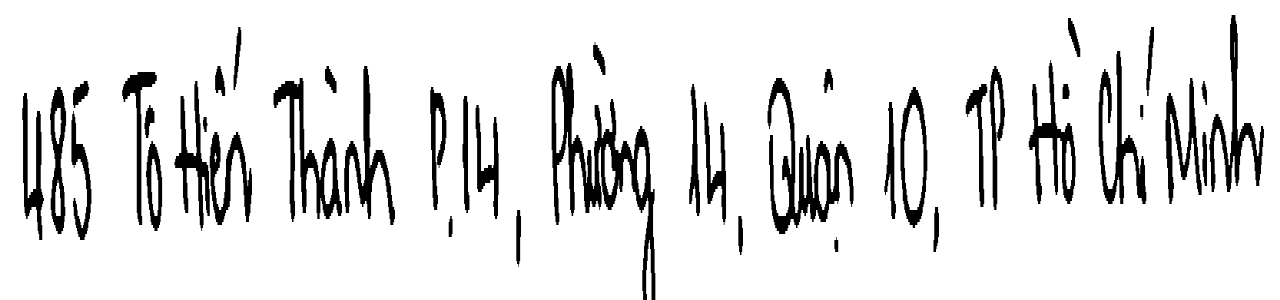 485 Tô Hiến Thành P.14, Phường 14, Quận 10, TP Hồ Chí Minh